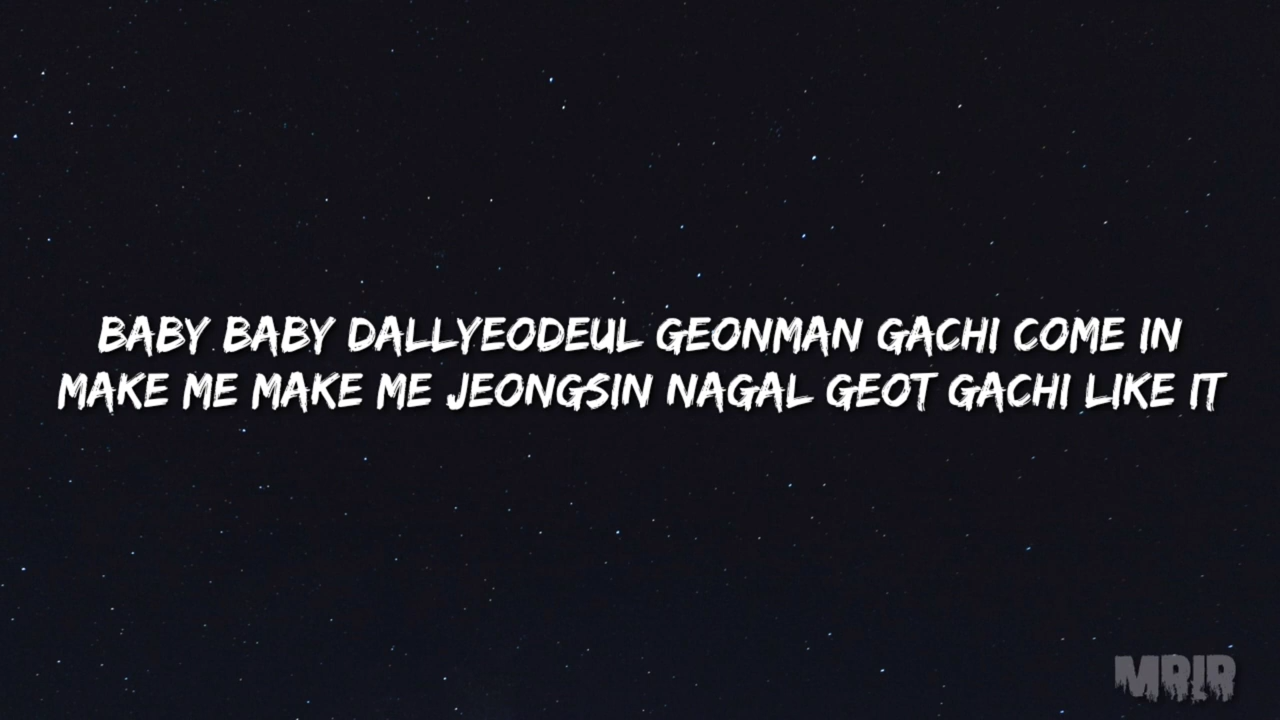 BABY BABY DALLYEODEUL GEONMAN GACHI COME IN
MAKE ME MAKE ME JEONGSIN NAGAL GEOT GACHI LIKE IT
MRIR